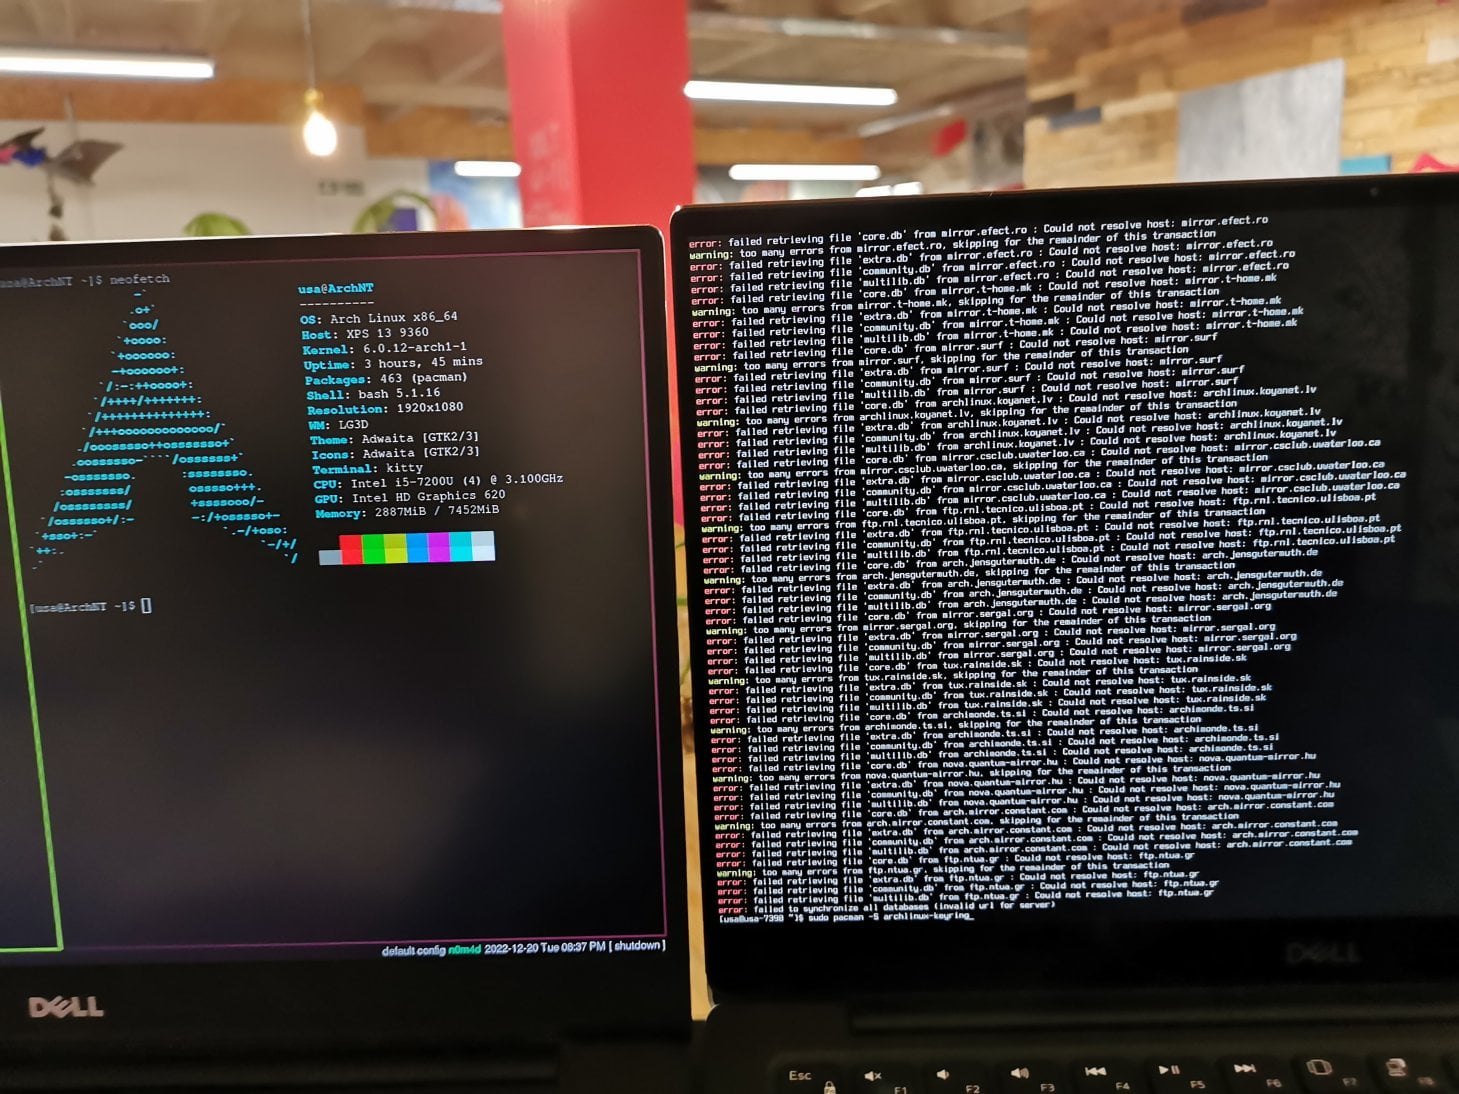 usa@ArchNT ~]$ neofetch
usa@ArchNT
----------
OS: Arch Linux x86_64
Host: XPS 13 9360
Kernel: 6.0.12-arch1-1
Uptime: 3 hours, 45 mins
Packages: 463 (pacman)
Shell: bash 5.1.16
Resolution: 1920x1080
WM: LG3D
Theme: Adwaita [GTK2/3]
Icons: Adwaita [GTK2/3]
Terminal: kitty
CPU: Intel i5-7200U (4) @ 3.100GHz
GPU: Intel HD Graphics 620
Memory: 2887MiB / 7452MiB
[usa@ArchNT ~]$
default config n0m4d 2022-12-20 Tue 08:37 PM [ shutdown ]
DELL
error: failed retrieving file 'core.db' from mirror.efect.ro : Could not resolve host: mirror.efect.ro
warning: too many errors from mirror.efect.ro, skipping for the remainder of this transaction
error: failed retrieving file 'extra.db' from mirror.efect.ro : Could not resolve host: mirror.efect.ro
error: failed retrieving file 'community.db' from mirror.efect.ro : Could not resolve host: mirror.efect.ro
error: failed retrieving file 'multilib.db' from mirror.efect.ro : Could not resolve host: mirror.efect.ro
error: failed retrieving file 'core.db' from mirror.t-home.mk : Could not resolve host: mirror.t-home.mk
warning: too many errors from mirror.t-home.mk, skipping for the remainder of this transaction
error: failed retrieving file 'extra.db' from mirror.t-home.mk : Could not resolve host: mirror.t-home.mk
error: failed retrieving file 'community.db' from mirror.t-home.mk : Could not resolve host: mirror.t-home.mk
error: failed retrieving file 'multilib.db' from mirror.t-home.mk : Could not resolve host: mirror.t-home.mk
error: failed retrieving file 'core.db' from mirror.surf : Could not resolve host: mirror.surf
warning: too many errors from mirror.surf, skipping for the remainder of this transaction
error: failed retrieving file 'extra.db' from mirror.surf : Could not resolve host: mirror.surf
error: failed retrieving file 'community.db' from mirror.surf : Could not resolve host: mirror.surf
error: failed retrieving file 'multilib.db' from mirror.surf : Could not resolve host: mirror.surf
error: failed retrieving file 'core.db' from archlinux.koyanet.lv : Could not resolve host: archlinux.koyanet.lv
warning: too many errors from archlinux.koyanet.lv, skipping for the remainder of this transaction
error: failed retrieving file 'extra.db' from archlinux.koyanet.lv : Could not resolve host: archlinux.koyanet.lv
error: failed retrieving file 'community.db' from archlinux.koyanet.lv : Could not resolve host: archlinux.koyanet.lv
error: failed retrieving file 'multilib.db' from archlinux.koyanet.lv : Could not resolve host: archlinux.koyanet.lv
error: failed retrieving file 'core.db' from mirror.csclub.uwaterloo.ca : Could not resolve host: mirror.csclub.uwaterloo.ca
warning: too many errors from mirror.csclub.uwaterloo.ca, skipping for the remainder of this transaction
error: failed retrieving file 'extra.db' from mirror.csclub.uwaterloo.ca : Could not resolve host: mirror.csclub.uwaterloo.ca
error: failed retrieving file 'community.db' from mirror.csclub.uwaterloo.ca : Could not resolve host: mirror.csclub.uwaterloo.ca
error: failed retrieving file 'multilib.db' from mirror.csclub.uwaterloo.ca : Could not resolve host: mirror.csclub.uwaterloo.ca
error: failed retrieving file 'core.db' from ftp.rnl.tecnico.ulisboa.pt : Could not resolve host: ftp.rnl.tecnico.ulisboa.pt
warning: too many errors from ftp.rnl.tecnico.ulisboa.pt, skipping for the remainder of this transaction
error: failed retrieving file 'extra.db' from ftp.rnl.tecnico.ulisboa.pt : Could not resolve host: ftp.rnl.tecnico.ulisboa.pt
error: failed retrieving file 'community.db' from ftp.rnl.tecnico.ulisboa.pt : Could not resolve host: ftp.rnl.tecnico.ulisboa.pt
error: failed retrieving file 'multilib.db' from ftp.rnl.tecnico.ulisboa.pt : Could not resolve host: ftp.rnl.tecnico.ulisboa.pt
error: failed retrieving file 'core.db' from arch.jensgutermuth.de : Could not resolve host: arch.jensgutermuth.de
warning: too many errors from arch.jensgutermuth.de, skipping for the remainder of this transaction
error: failed retrieving file 'extra.db' from arch.jensgutermuth.de : Could not resolve host: arch.jensgutermuth.de
error: failed retrieving file 'community.db' from arch.jensgutermuth.de : Could not resolve host: arch.jensgutermuth.de
error: failed retrieving file 'multilib.db' from arch.jensgutermuth.de : Could not resolve host: arch.jensgutermuth.de
error: failed retrieving file 'core.db' from mirror.sergal.org : Could not resolve host: mirror.sergal.org
warning: too many errors from mirror.sergal.org, skipping for the remainder of this transaction
error: failed retrieving file 'extra.db' from mirror.sergal.org : Could not resolve host: mirror.sergal.org
error: failed retrieving file 'community.db' from mirror.sergal.org : Could not resolve host: mirror.sergal.org
error: failed retrieving file 'multilib.db' from mirror.sergal.org : Could not resolve host: mirror.sergal.org
error: failed retrieving file 'core.db' from tux.rainside.sk : Could not resolve host: tux.rainside.sk
warning: too many errors from tux.rainside.sk, skipping for the remainder of this transaction
error: failed retrieving file 'extra.db' from tux.rainside.sk : Could not resolve host: tux.rainside.sk
error: failed retrieving file 'community.db' from tux.rainside.sk : Could not resolve host: tux.rainside.sk
error: failed retrieving file 'multilib.db' from tux.rainside.sk : Could not resolve host: tux.rainside.sk
error: failed retrieving file 'core.db' from archimonde.ts.si : Could not resolve host: archimonde.ts.si
warning: too many errors from archimonde.ts.si, skipping for the remainder of this transaction
error: failed retrieving file 'extra.db' from archimonde.ts.si : Could not resolve host: archimonde.ts.si
error: failed retrieving file 'community.db' from archimonde.ts.si : Could not resolve host: archimonde.ts.si
error: failed retrieving file 'multilib.db' from archimonde.ts.si : Could not resolve host: archimonde.ts.si
error: failed retrieving file 'core.db' from nova.quantum-mirror.hu : Could not resolve host: nova.quantum-mirror.hu
warning: too many errors from nova.quantum-mirror.hu, skipping for the remainder of this transaction
error: failed retrieving file 'extra.db' from nova.quantum-mirror.hu : Could not resolve host: nova.quantum-mirror.hu
error: failed retrieving file 'community.db' from nova.quantum-mirror.hu : Could not resolve host: nova.quantum-mirror.hu
error: failed retrieving file 'multilib.db' from nova.quantum-mirror.hu : Could not resolve host: nova.quantum-mirror.hu
error: failed retrieving file 'core.db' from arch.mirror.constant.com : Could not resolve host: arch.mirror.constant.com
warning: too many errors from arch.mirror.constant.com, skipping for the remainder of this transaction
error: failed retrieving file 'extra.db' from arch.mirror.constant.com : Could not resolve host: arch.mirror.constant.com
error: failed retrieving file 'community.db' from arch.mirror.constant.com : Could not resolve host: arch.mirror.constant.com
error: failed retrieving file 'multilib.db' from arch.mirror.constant.com : Could not resolve host: arch.mirror.constant.com
error: failed retrieving file 'core.db' from ftp.ntua.gr : Could not resolve host: ftp.ntua.gr
warning: too many errors from ftp.ntua.gr, skipping for the remainder of this transaction
error: failed retrieving file 'extra.db' from ftp.ntua.gr : Could not resolve host: ftp.ntua.gr
error: failed retrieving file 'community.db' from ftp.ntua.gr : Could not resolve host: ftp.ntua.gr
error: failed retrieving file 'multilib.db' from ftp.ntua.gr : Could not resolve host: ftp.ntua.gr
error: failed to synchronize all databases (invalid url for server)
[usa@usa-7390 ~]$ sudo pacman -S archlinux-keyring_
DELL
Esc F1 F2 F3 F4 F5 F6 F7 F8